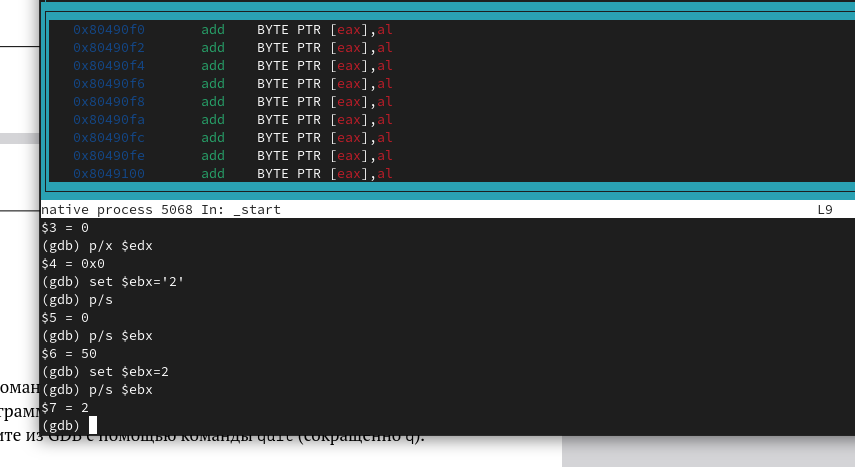 0x80490f0 add BYTE PTR [eax],al
0x80490f2 add BYTE PTR [eax],al
0x80490f4 add BYTE PTR [eax],al
0x80490f6 add BYTE PTR [eax],al
0x80490f8 add BYTE PTR [eax],al
0x80490fa add BYTE PTR [eax],al
0x80490fc add BYTE PTR [eax],al
0x80490fe add BYTE PTR [eax],al
0x8049100 add BYTE PTR [eax],al
native process 5068 In: _start L9
$3 = 0
(gdb) p/x $edx
$4 = 0x0
(gdb) set $ebx='2'
(gdb) p/s
$5 = 0
(gdb) p/s $ebx
$6 = 50
(gdb) set $ebx=2
(gdb) p/s $ebx
$7 = 2
(gdb)
оман
грамм
ите из GDB с помощью команды quit (сокращённо q).